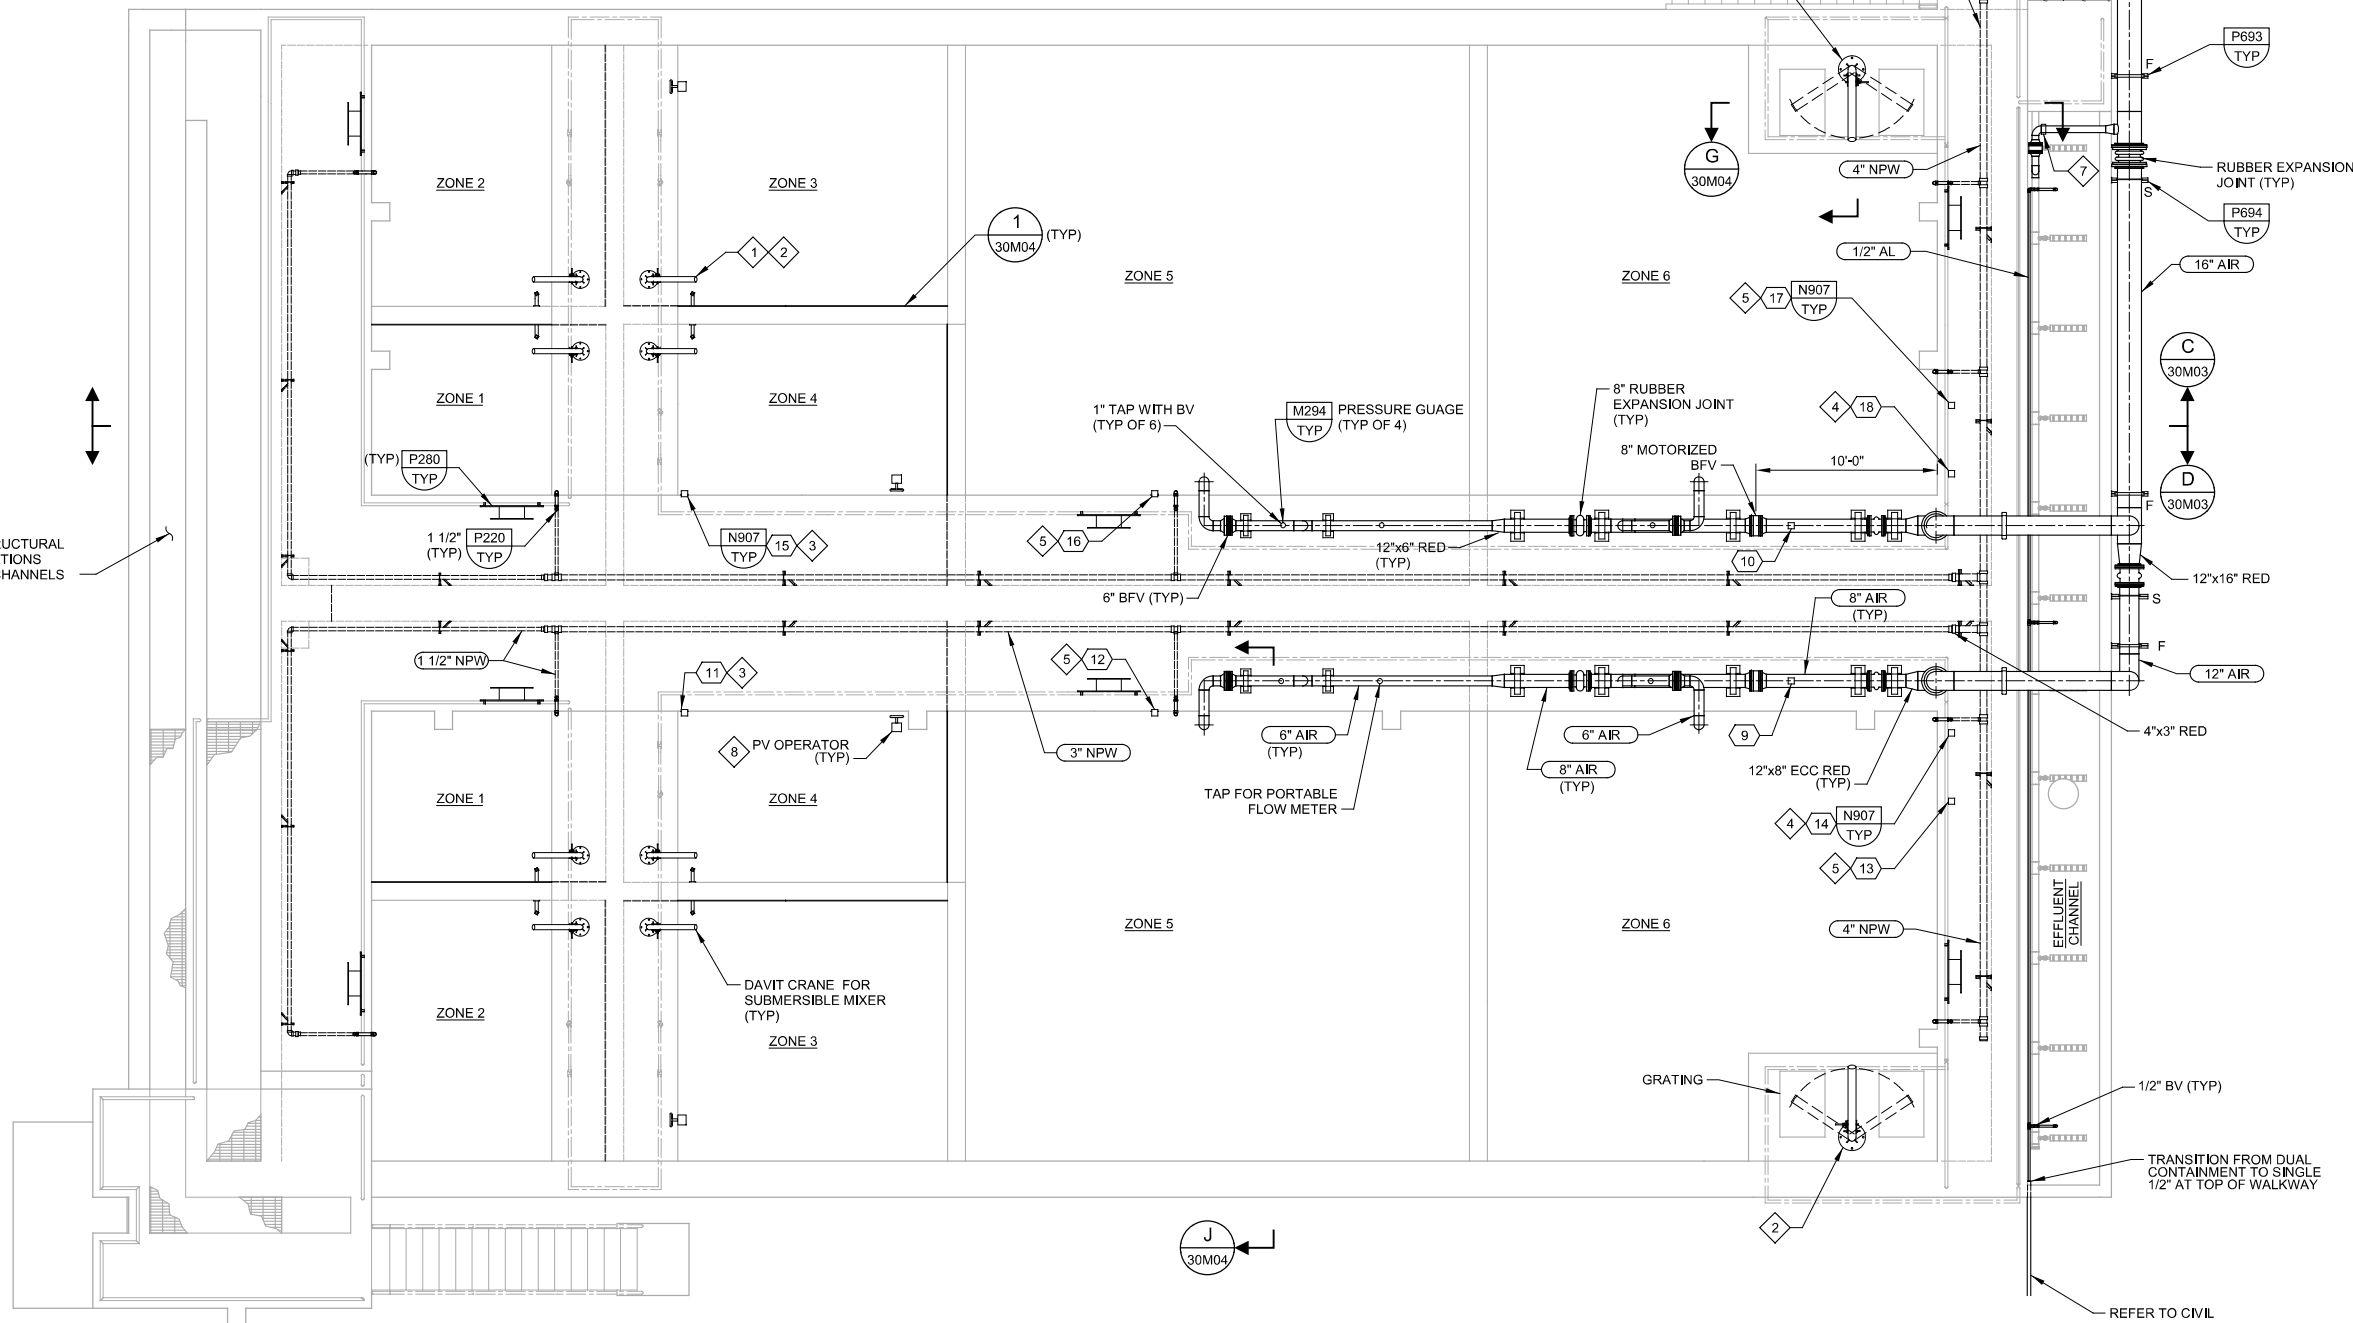 P693
TYP
F
ZONE 2
ZONE 3
G
30M04
4" NPW
7
RUBBER EXPANSION
JOINT (TYP)
S
P694
TYP
1
30M04
(TYP)
1
2
1/2" AL
16" AIR
ZONE 5
ZONE 6
5
17
N907
TYP
C
30M03
ZONE 1
ZONE 4
1" TAP WITH BV
(TYP OF 6)
M294
TYP
PRESSURE GUAGE
(TYP OF 4)
8" RUBBER
EXPANSION JOINT
(TYP)
4
18
8" MOTORIZED
BFV
10'-0"
(TYP)
P280
TYP
D
30M03
F
RUCTURAL
TIONS
CHANNELS
1 1/2"
(TYP)
P220
TYP
N907
TYP
15
3
5
16
12"x6" RED
(TYP)
10
12"x16" RED
6" BFV (TYP)
8" AIR
(TYP)
S
1 1/2" NPW
11
3
5
12
F
12" AIR
8
PV OPERATOR
(TYP)
3" NPW
6" AIR
(TYP)
6" AIR
9
4"x3" RED
8" AIR
(TYP)
12"x8" ECC RED
(TYP)
ZONE 1
ZONE 4
TAP FOR PORTABLE
FLOW METER
4
14
N907
TYP
5
13
EFFLUENT
CHANNEL
ZONE 5
ZONE 6
4" NPW
DAVIT CRANE FOR
SUBMERSIBLE MIXER
(TYP)
ZONE 2
ZONE 3
GRATING
1/2" BV (TYP)
TRANSITION FROM DUAL
CONTAINMENT TO SINGLE
1/2" AT TOP OF WALKWAY
2
J
30M04
REFER TO CIVIL